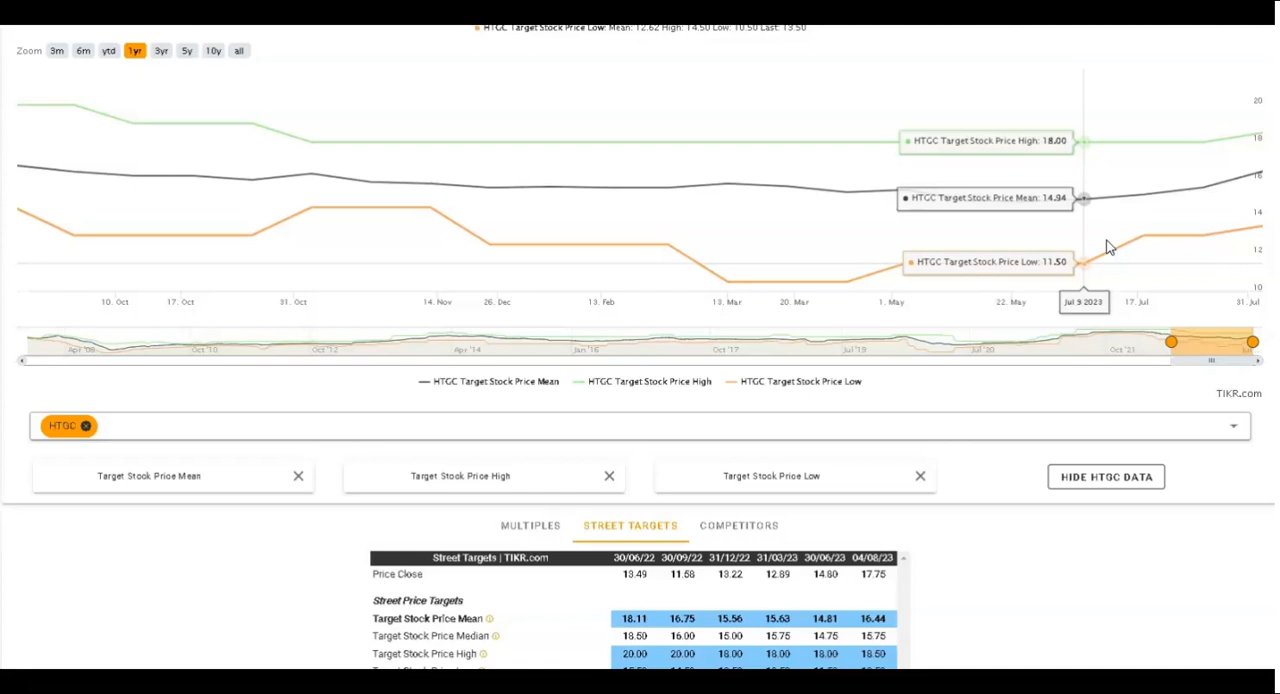 HTGC Target Stock Price Low: Mean: 12.62 High: 14.50 Low: 10.50 Last: 13.50
Zoom 3m 6m ytd 1yr 3yr 5y 10y all
20
HTGC Target Stock Price High: 18.00
18
16
HTGC Target Stock Price Mean: 14.94
14
12
HTGC Target Stock Price Low: 11.50
10
10. Oct 17. Oct 31. Oct 14. Nov 26. Dec 13. Feb 13. Mar 20. Mar 1. May 22. May Jul 9 2023 17. Jul 31. Jul
Apr '08 Oct '10 Oct '12 Apr '14 Jan '16 Oct '17 Jul '19 Jul '20 Oct '21
HTGC Target Stock Price Mean HTGC Target Stock Price High HTGC Target Stock Price Low
TIKR.com
HTGC
Target Stock Price Mean Target Stock Price High Target Stock Price Low HIDE HTGC DATA
MULTIPLES STREET TARGETS COMPETITORS
Street Targets | TIKR.com 30/06/22 30/09/22 31/12/22 31/03/23 30/06/23 04/08/23
Price Close 13.49 11.58 13.22 12.89 14.80 17.75
Street Price Targets
Target Stock Price Mean 18.11 16.75 15.56 15.63 14.81 16.44
Target Stock Price Median 18.50 16.00 15.00 15.75 14.75 15.75
Target Stock Price High 20.00 20.00 18.00 18.00 18.00 18.50